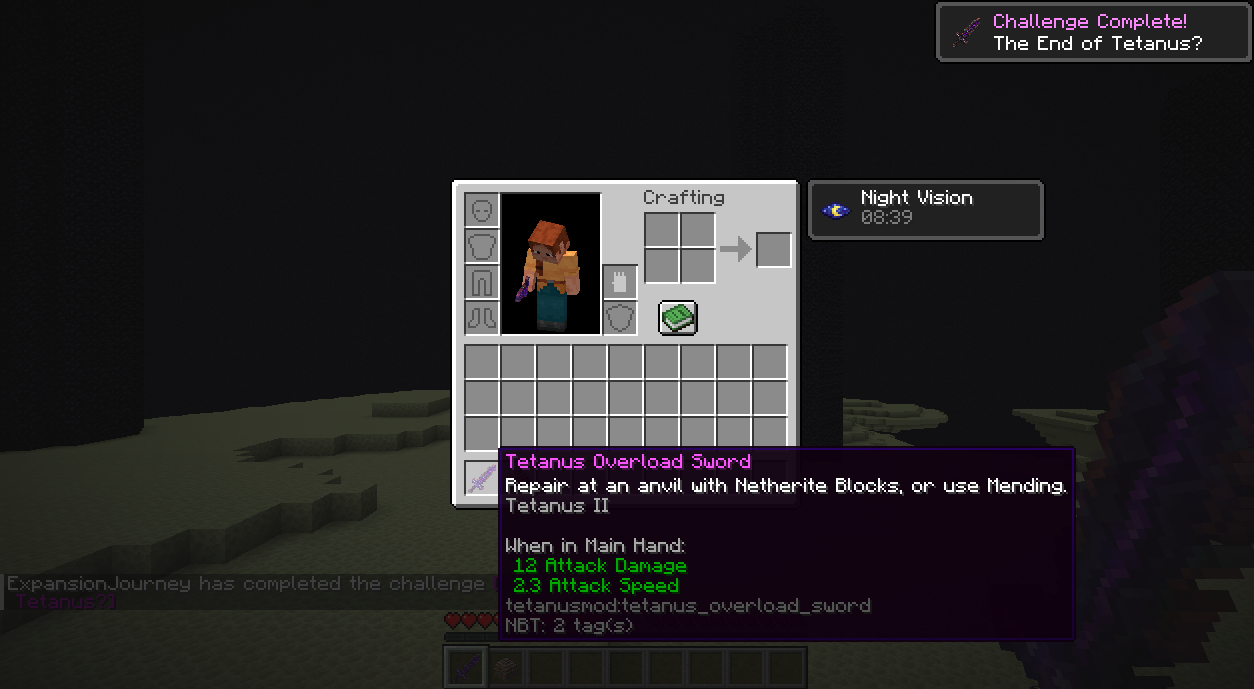 Challenge Complete!
The End of Tetanus?
Crafting
Night Vision
08:39
Tetanus Overload Sword
Repair at an anvil with Netherite Blocks, or use Mending.
Tetanus II
When in Main Hand:
12 Attack Damage
2.3 Attack Speed
tetanusmod:tetanus_overload_sword
NBT: 2 tag(s)
ExpansionJourney has completed the challenge
Tetanus?]